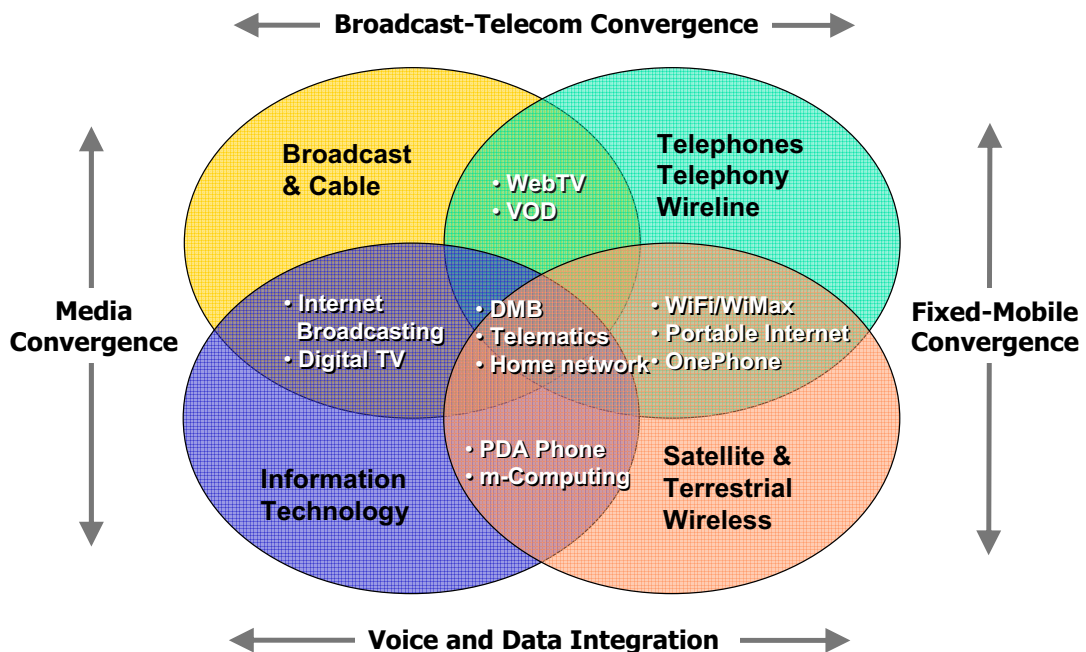 Broadcast-Telecom Convergence
Broadcast
& Cable
Telephones
Telephony
Wireline
• WebTV
• VOD
Media
Convergence
• Internet
Broadcasting
• Digital TV
• DMB
• Telematics
• Home network
• WiFi/WiMax
• Portable Internet
• OnePhone
Fixed-Mobile
Convergence
Information
Technology
• PDA Phone
• m-Computing
Satellite &
Terrestrial
Wireless
Voice and Data Integration